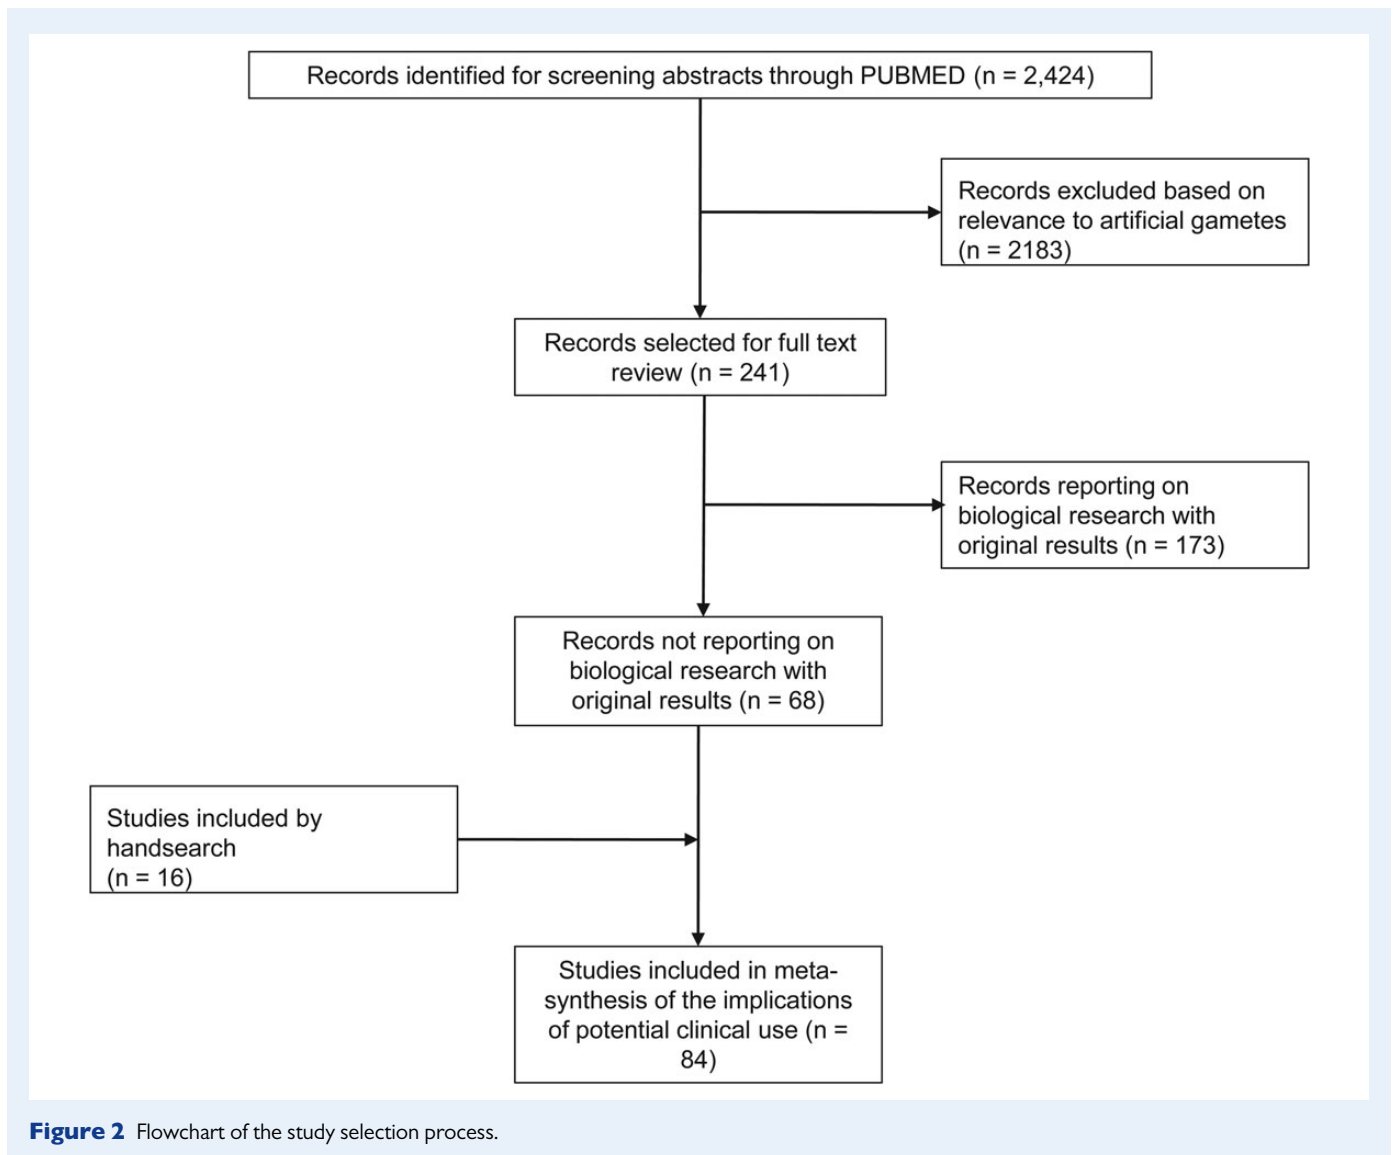 Records identified for screening abstracts through PUBMED (n = 2,424)
Records excluded based on
relevance to artificial gametes
(n = 2183)
Records selected for full text
review (n = 241)
Records reporting on
biological research with
original results (n = 173)
Records not reporting on
biological research with
original results (n = 68)
Studies included by
handsearch
(n = 16)
Studies included in meta-
synthesis of the implications
of potential clinical use (n =
84)
Figure 2 Flowchart of the study selection process.